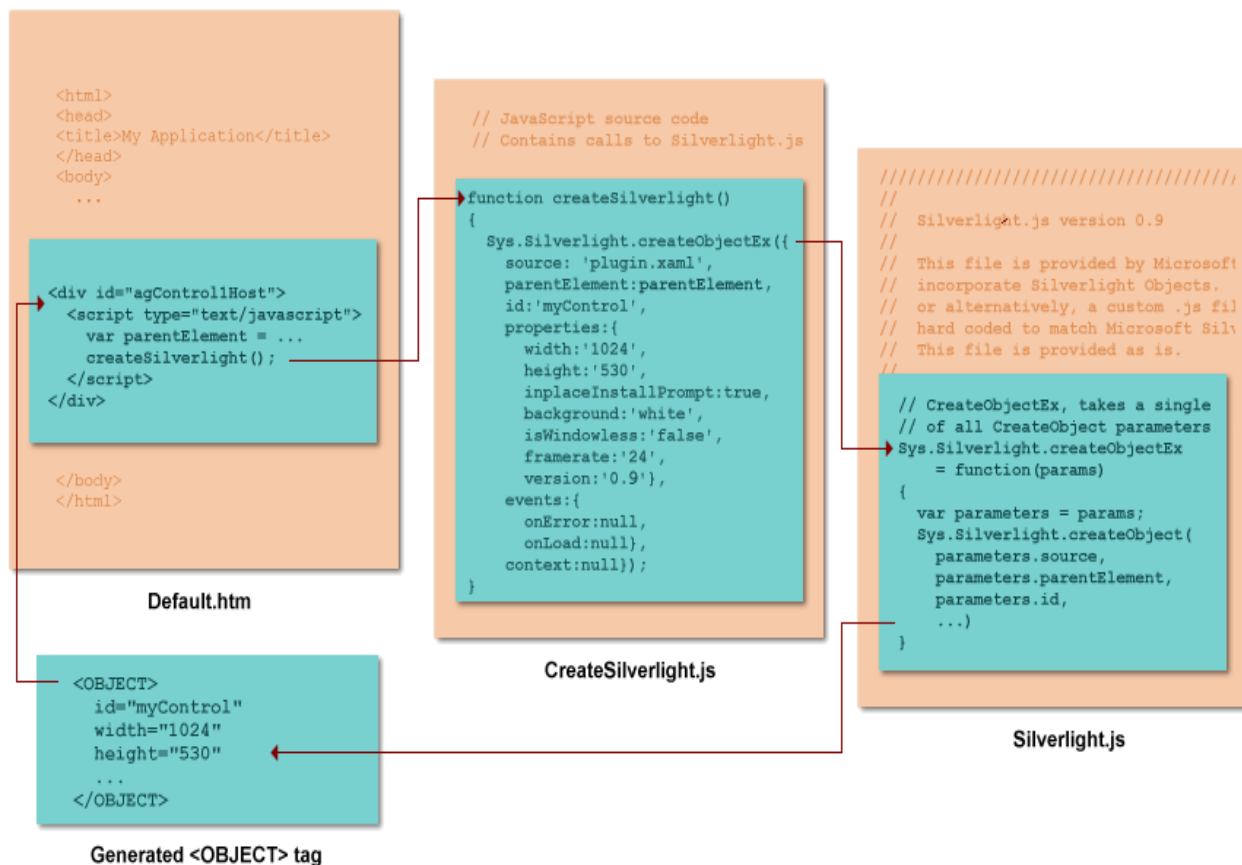 <html>
<head>
<title>My Application</title>
</head>
<body>
...
<div id="agControl1Host">
<script type="text/javascript">
var parentElement = ...
createSilverlight();
</script>
</div>
</body>
</html>
Default.htm
// JavaScript source code
// Contains calls to Silverlight.js
function createSilverlight()
{
Sys.Silverlight.createObjectEx({
source: 'plugin.xaml',
parentElement:parentElement,
id:'myControl',
properties:{
width:'1024',
height:'530',
inplaceInstallPrompt:true,
background:'white',
isWindowless:'false',
framerate:'24',
version:'0.9'},
events:{
onError:null,
onLoad:null},
context:null});
}
CreateSilverlight.js
//////////////////////////////////////
//
// Silverlight.js version 0.9
//
// This file is provided by Microsoft
// incorporate Silverlight Objects.
// or alternatively, a custom .js fil
// hard coded to match Microsoft Silv
// This file is provided as is.
//
// CreateObjectEx, takes a single
// of all CreateObject parameters
Sys.Silverlight.createObjectEx
= function(params)
{
var parameters = params;
Sys.Silverlight.createObject(
parameters.source,
parameters.parentElement,
parameters.id,
...)
}
Silverlight.js
<OBJECT>
id="myControl"
width="1024"
height="530"
...
</OBJECT>
Generated <OBJECT> tag